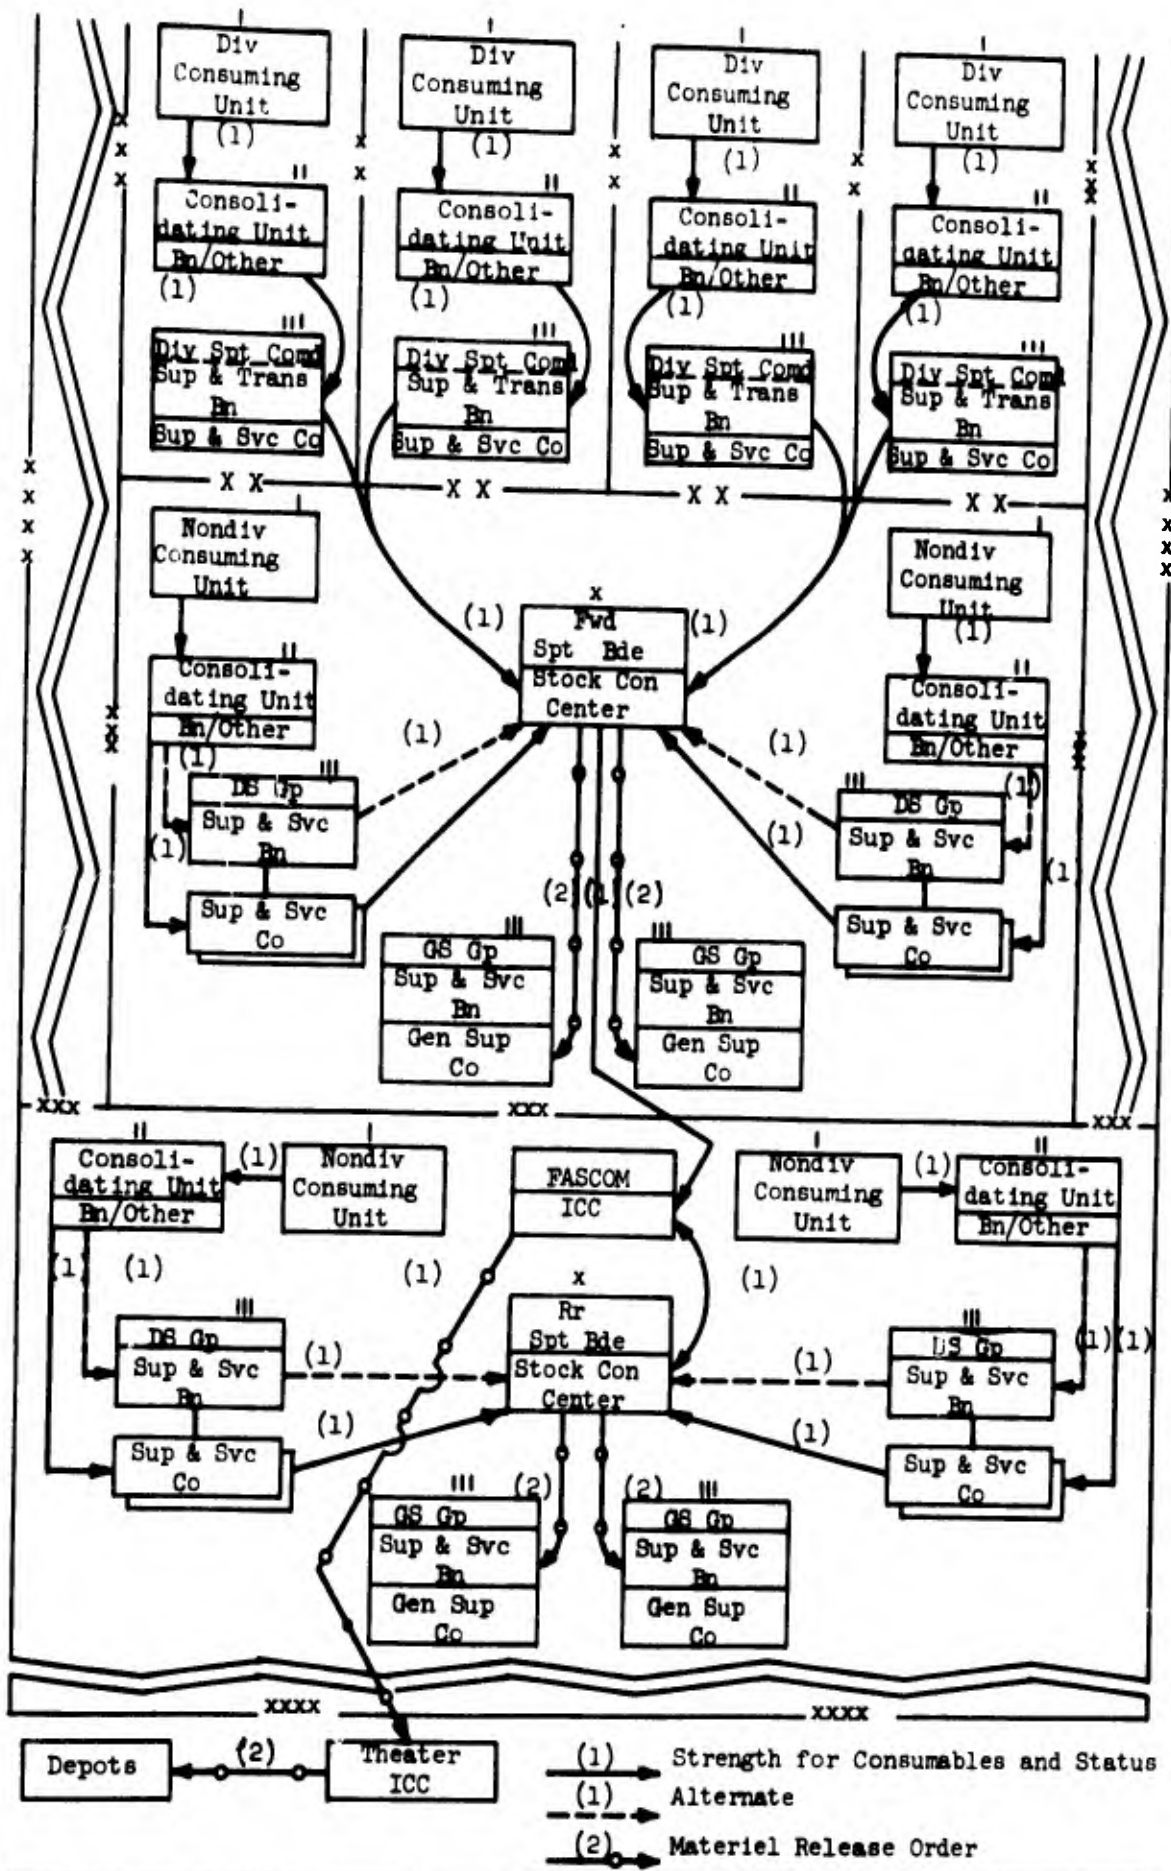 Div
Consuming
Unit
(1)
Div
Consuming
Unit
(1)
Div
Consuming
Unit
(1)
Div
Consuming
Unit
(1)
x
x
x
x
x
x
x
x
x
x
x
x
x
Consoli-
dating Unit
Bn/Other
(1)
Consoli-
dating Unit
Bn/Other
(1)
Consoli-
dating Unit
Bn/Other
(1)
Consoli-
dating Unit
Bn/Other
(1)
Div Spt Comd
Sup & Trans
Bn
Sup & Svc Co
Div Spt Comd
Sup & Trans
Bn
Sup & Svc Co
Div Spt Comd
Sup & Trans
Bn
Sup & Svc Co
Div Spt Comd
Sup & Trans
Bn
Sup & Svc Co
x
x
x
x
X X
X X
X X
X X
x
x
x
x
Nondiv
Consuming
Unit
Nondiv
Consuming
Unit
(1)
(1)
x
Fwd
Spt Bde
Stock Con
Center
(1)
Consoli-
dating Unit
Bn/Other
(1)
Consoli-
dating Unit
Bn/Other
(1)
xxx
xxx
(1)
(1)
DS Gp
Sup & Svc
Bn
(1)
Sup & Svc
Co
DS Gp
Sup & Svc
Bn
(1)
(1
Sup & Svc
Co
(2)
(1
(2)
GS Gp
Sup & Svc
Bn
Gen Sup
Co
GS Gp
Sup & Svc
Bn
Gen Sup
Co
xxx
xxx
xxx
Consoli-
dating Unit
Bn/Other
(1)
Nondiv
Consuming
Unit
FASCOM
ICC
Nondiv
Consuming
Unit
(1)
Consoli-
dating Unit
Bn/Other
(1)
(1)
(1)
(1)
x
Rr
Spt Bde
Stock Con
Center
DS Gp
Sup & Svc
Bn
(1)
(1)
DS Gp
Sup & Svc
Bn
(1)
(1)
Sup & Svc
Co
(1)
(1)
Sup & Svc
Co
(2)
(2)
GS Gp
Sup & Svc
Bn
Gen Sup
Co
GS Gp
Sup & Svc
Bn
Gen Sup
Co
xxxx
xxxx
Depots
(2)
Theater
ICC
(1) Strength for Consumables and Status
(1) Alternate
(2) Materiel Release Order